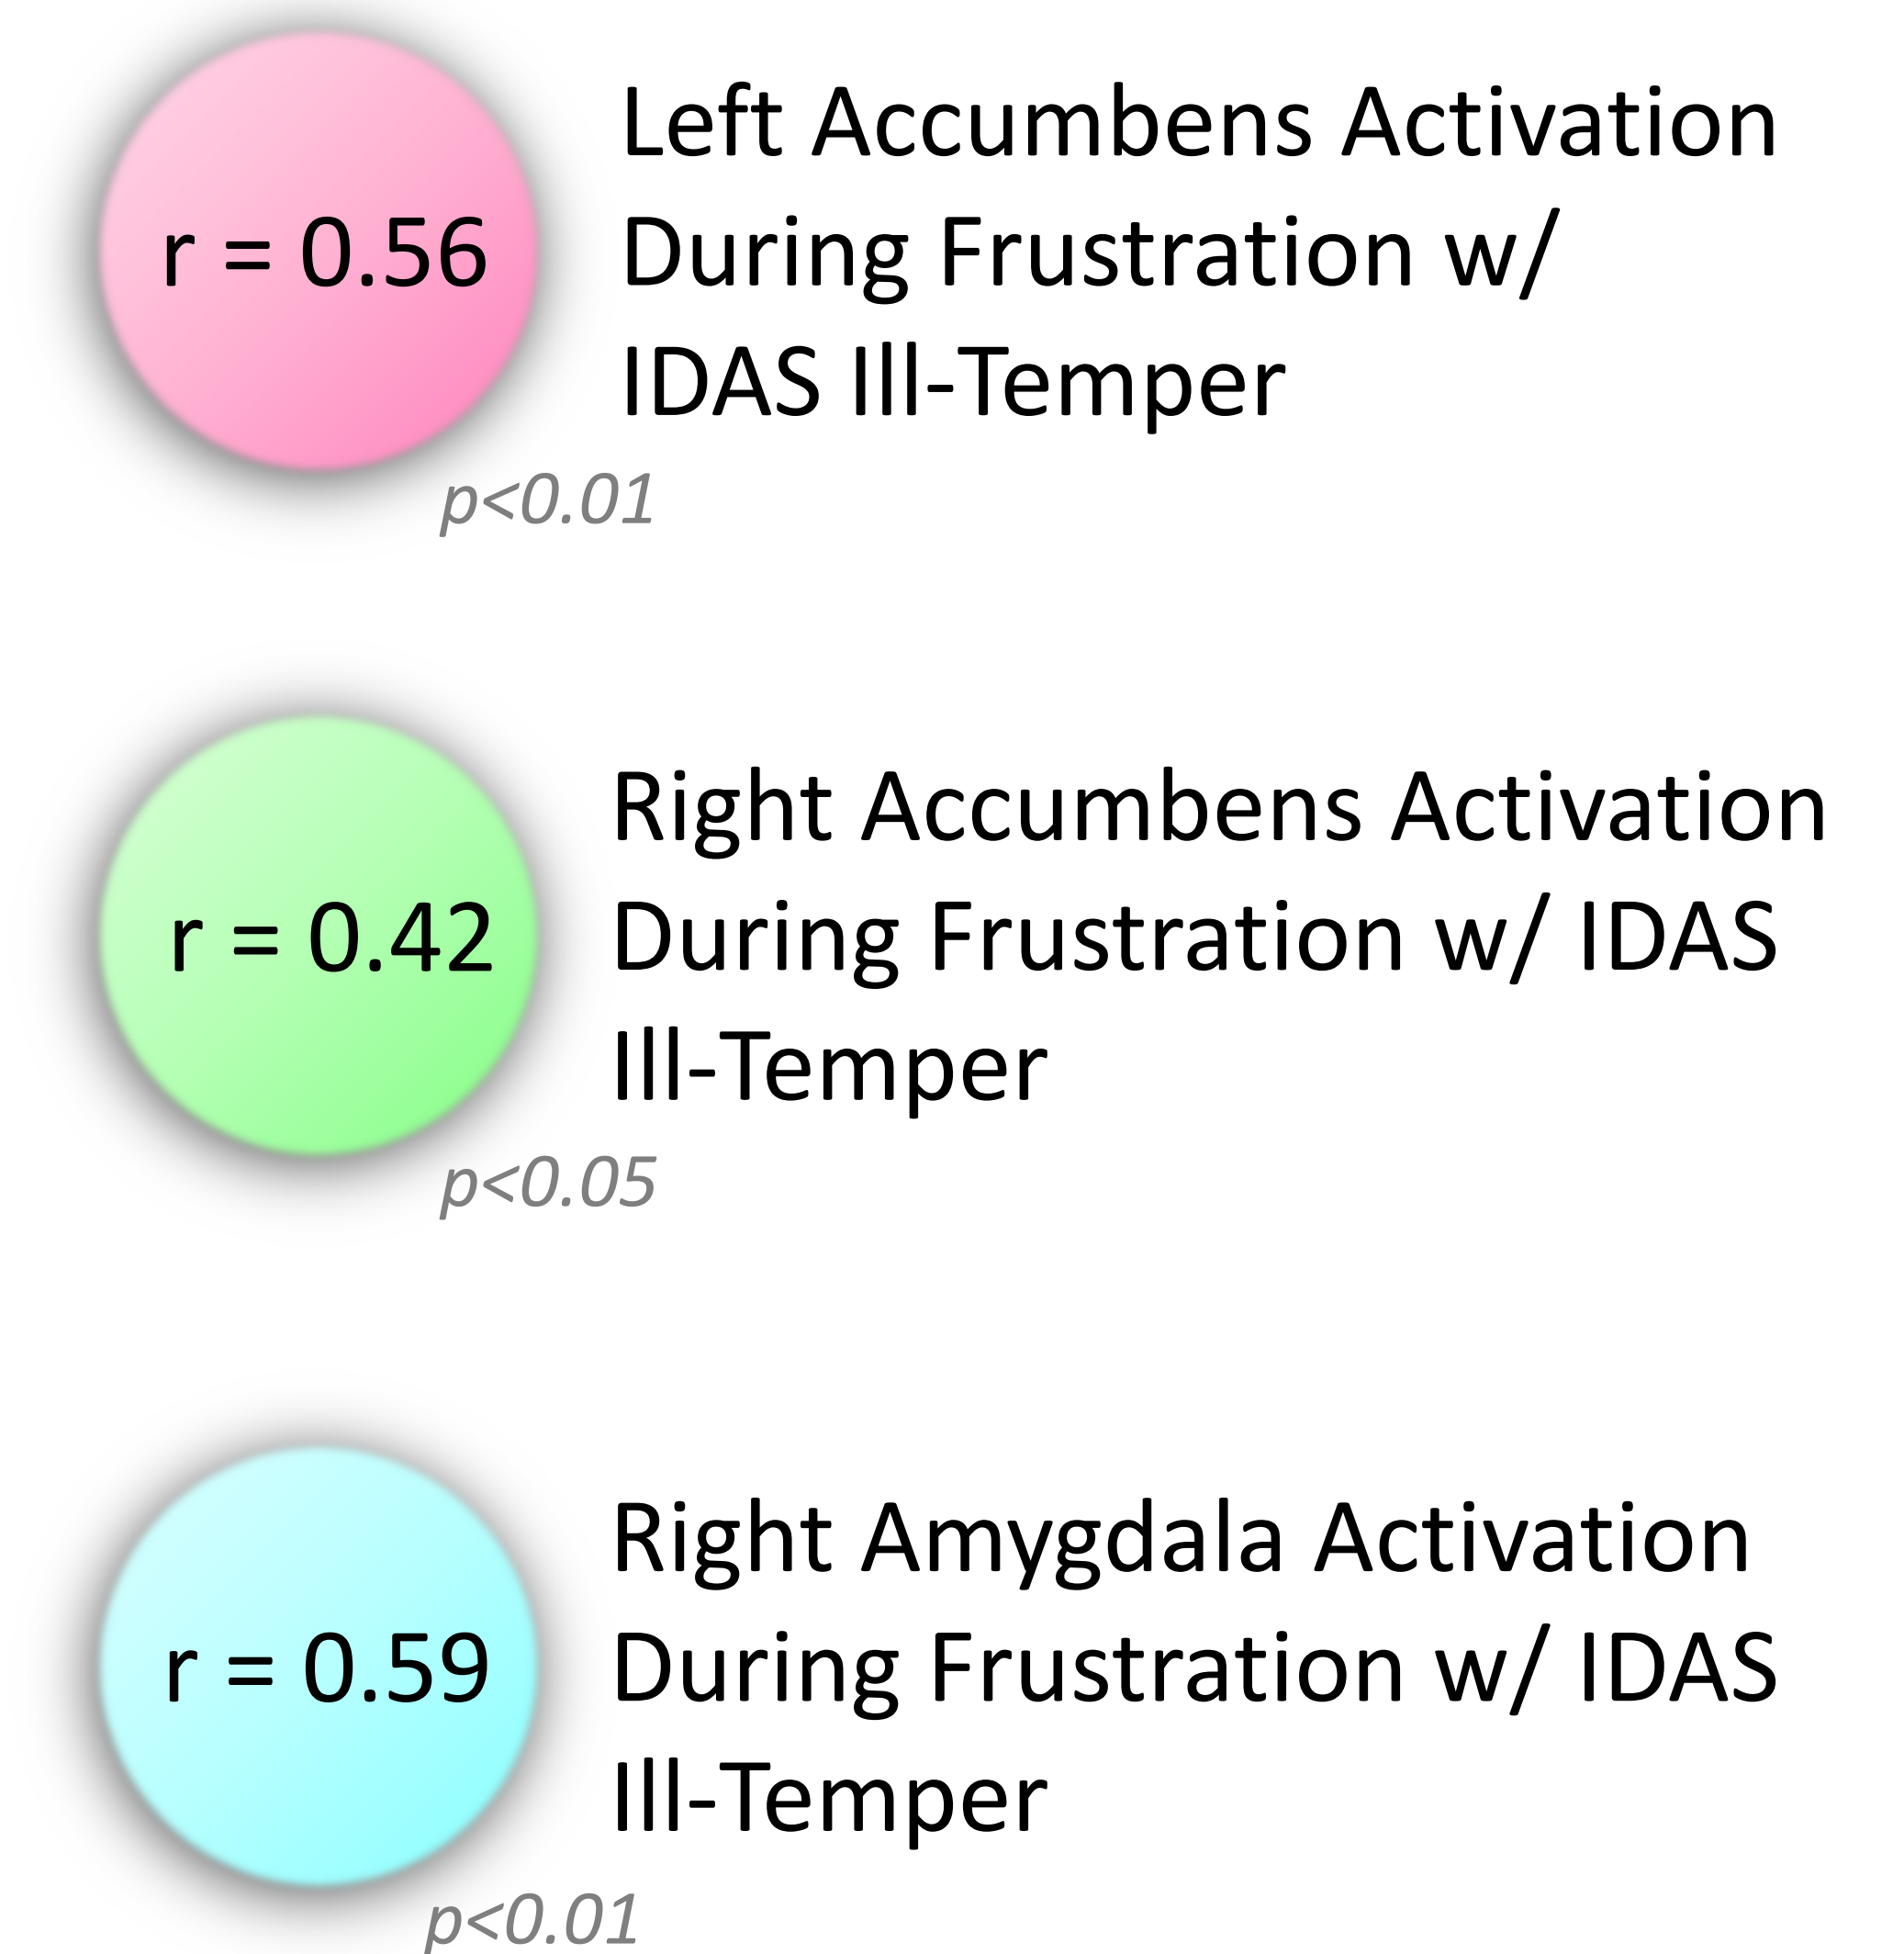 r = 0.56
Left Accumbens Activation
During Frustration w/
IDAS Ill-Temper
p<0.01
r = 0.42
Right Accumbens Activation
During Frustration w/ IDAS
Ill-Temper
p<0.05
r = 0.59
Right Amygdala Activation
During Frustration w/ IDAS
Ill-Temper
p<0.01